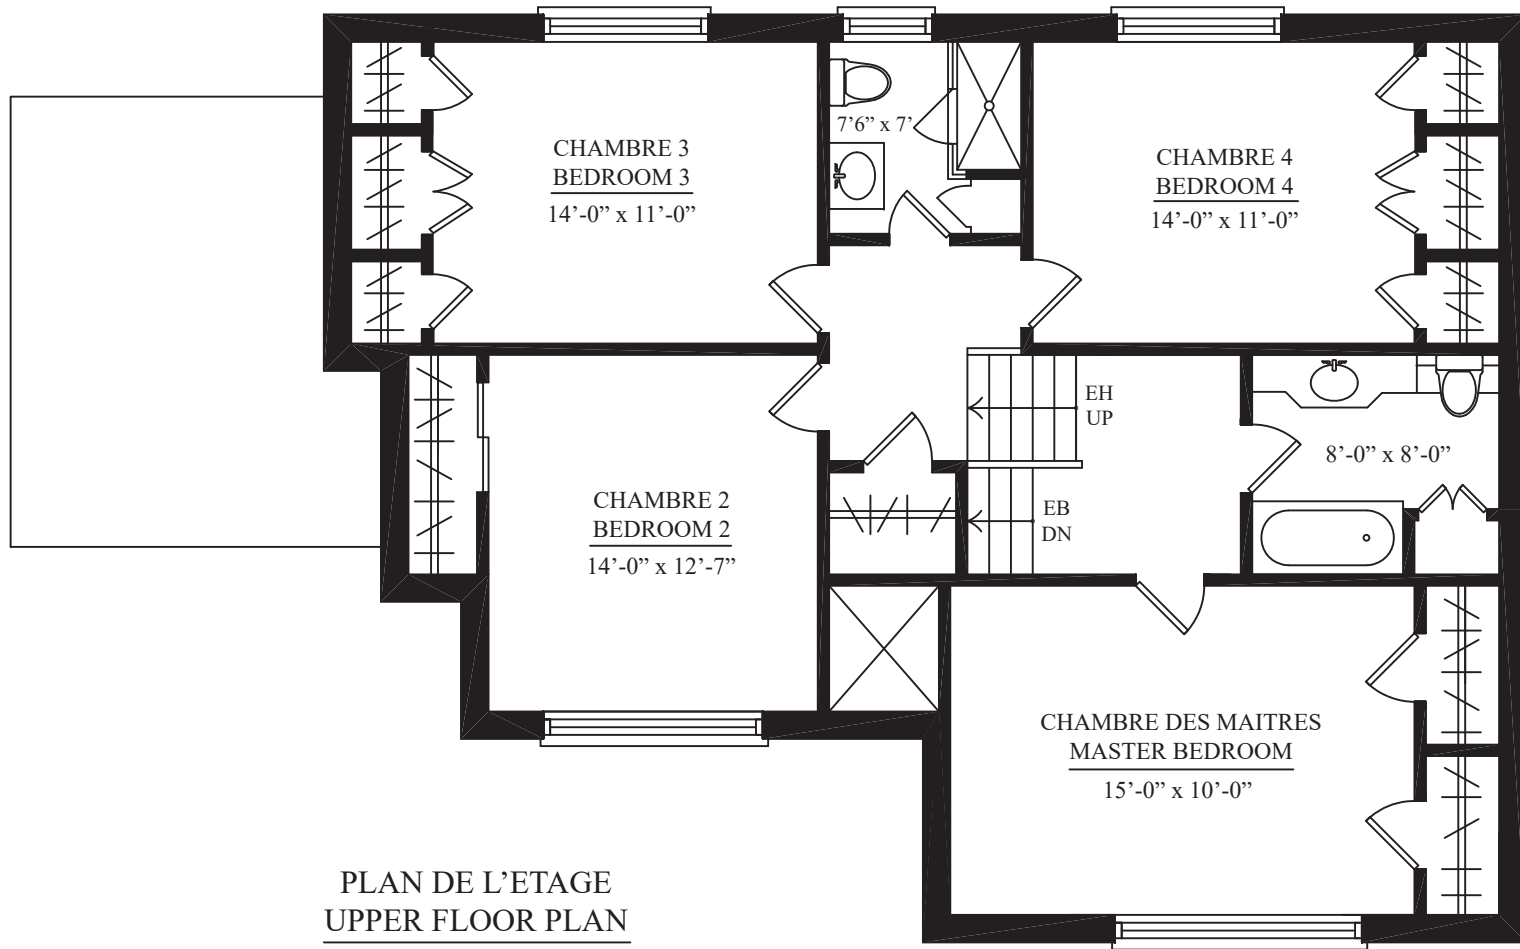 7'6” x 7'
CHAMBRE 3
BEDROOM 3
14’-0” x 11’-0”
CHAMBRE 4
BEDROOM 4
14’-0” x 11’-0”
EH
UP
8’-0” x 8’-0”
CHAMBRE 2
BEDROOM 2
14’-0” x 12’-7”
EB
DN
CHAMBRE DES MAITRES
MASTER BEDROOM
15’-0” x 10’-0”
PLAN DE L’ETAGE
UPPER FLOOR PLAN